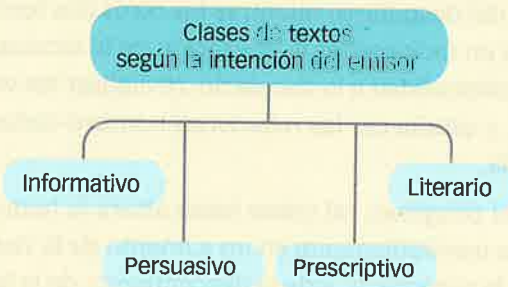 Clases de textos
según la intención del emisor
Informativo
Literario
Persuasivo
Prescriptivo